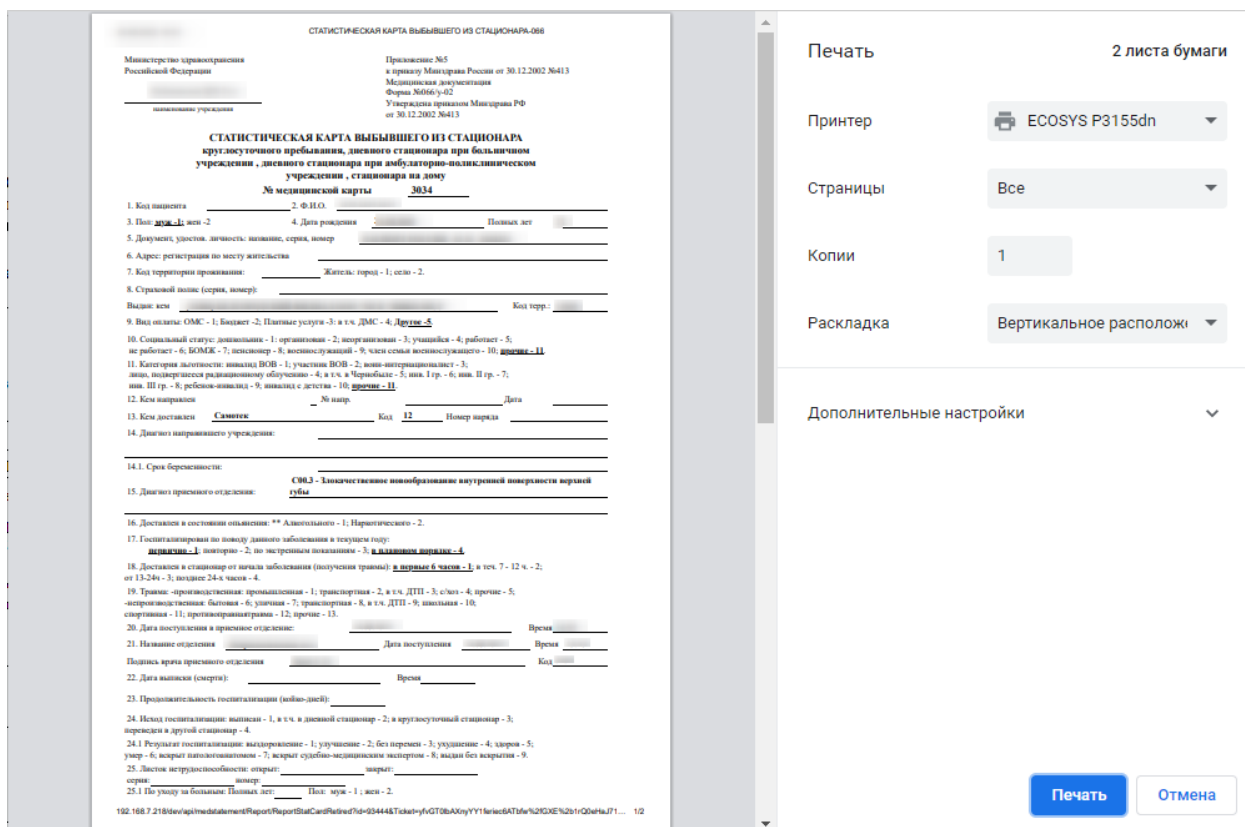 СТАТИСТИЧЕСКАЯ КАРТА ВЫБЫВШЕГО ИЗ СТАЦИОНАРА-066
Министерство здравоохранения
Российской Федерации
наименование учреждения
Приложение №5
к приказу Минздрава России от 30.12.2002 №413
Медицинская документация
Форма №066/у-02
Утверждена приказом Минздрава РФ
от 30.12.2002 №413
СТАТИСТИЧЕСКАЯ КАРТА ВЫБЫВШЕГО ИЗ СТАЦИОНАРА
круглосуточного пребывания, дневного стационара при больничном
учреждении , дневного стационара при амбулаторно-поликлиническом
учреждении , стационара на дому
№ медицинской карты 3034
1. Код пациента 2. Ф.И.О.
3. Пол: муж -1; жен -2 4. Дата рождения Полных лет
5. Документ, удостов. личность: название, серия, номер
6. Адрес: регистрация по месту жительства
7. Код территории проживания: Житель: город - 1; село - 2.
8. Страховой полис (серия, номер):
Выдан: кем Код терр.:
9. Вид оплаты: ОМС - 1; Бюджет -2; Платные услуги -3: в т.ч. ДМС - 4; Другое -5.
10. Социальный статус: дошкольник - 1: организован - 2; неорганизован - 3; учащийся - 4; работает - 5;
не работает - 6; БОМЖ - 7; пенсионер - 8; военнослужащий - 9; член семьи военнослужащего - 10; прочие - 11.
11. Категория льготности: инвалид ВОВ - 1; участник ВОВ - 2; воин-интернационалист - 3;
лицо, подвергшееся радиационному облучению - 4; в т.ч. в Чернобыле - 5; инв. I гр. - 6; инв. II гр. - 7;
инв. III гр. - 8; ребенок-инвалид - 9; инвалид с детства - 10; прочие - 11.
12. Кем направлен № напр. Дата
13. Кем доставлен Самотек Код 12 Номер наряда
14. Диагноз направившего учреждения:
14.1. Срок беременности:
15. Диагноз приемного отделения: C00.3 - Злокачественное новообразование внутренней поверхности верхней
губы
16. Доставлен в состоянии опьянения: ** Алкогольного - 1; Наркотического - 2.
17. Госпитализирован по поводу данного заболевания в текущем году:
первично - 1; повторно - 2; по экстренным показаниям - 3; в плановом порядке - 4.
18. Доставлен в стационар от начала заболевания (получения травмы): в первые 6 часов - 1; в теч. 7 - 12 ч. - 2;
от 13-24ч - 3; позднее 24-х часов - 4.
19. Травма: -производственная: промышленная - 1; транспортная - 2, в т.ч. ДТП - 3; с/хоз - 4; прочие - 5;
-непроизводственная: бытовая - 6; уличная - 7; транспортная - 8, в т.ч. ДТП - 9; школьная - 10;
спортивная - 11; противоправнаятравма - 12; прочие - 13.
20. Дата поступления в приемное отделение: Время
21. Название отделения Дата поступления Время
Подпись врача приемного отделения Код
22. Дата выписки (смерти): Время
23. Продолжительность госпитализации (койко-дней):
24. Исход госпитализации: выписан - 1, в т.ч. в дневной стационар - 2; в круглосуточный стационар - 3;
переведен в другой стационар - 4.
24.1 Результат госпитализации: выздоровление - 1; улучшение - 2; без перемен - 3; ухудшение - 4; здоров - 5;
умер - 6; вскрыт патологоанатомом - 7; вскрыт судебно-медицинским экспертом - 8; выдан без вскрытия - 9.
25. Листок нетрудоспособности: открыт: закрыт:
серия: номер:
25.1 По уходу за больным: Полных лет: Пол: муж - 1 ; жен - 2.
192.168.7.218/dev/api/medstatement/Report/ReportStatCardRetired?id=93444&Ticket=yfvGT0lbAXnyYY1feriec6ATbfw%2fGXE%2b1rQ0eHaJ71... 1/2
Печать 2 листа бумаги
Принтер ECOSYS P3155dn
Страницы Все
Копии 1
Раскладка Вертикальное располож
Дополнительные настройки
Печать Отмена